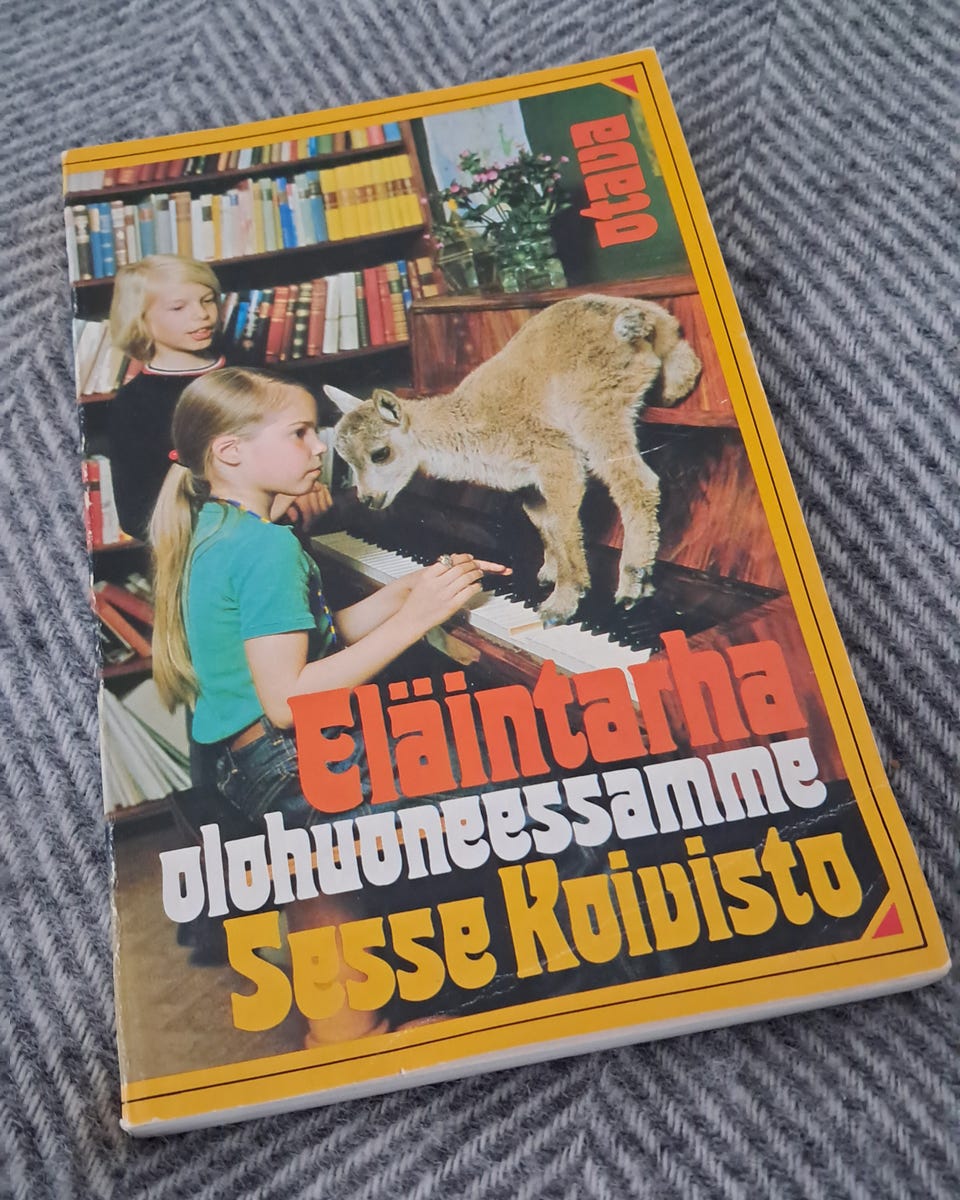 otava
Eläintarha
olohuoneessamme
Sesse Koivisto